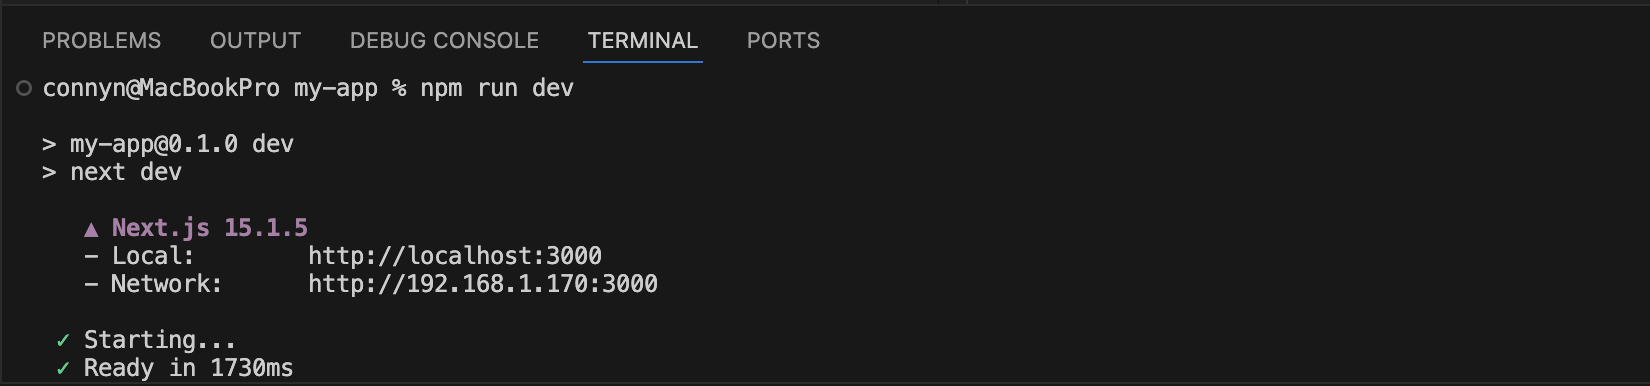 PROBLEMS OUTPUT DEBUG CONSOLE TERMINAL PORTS
connyn@MacBookPro my-app % npm run dev
> my-app@0.1.0 dev
> next dev
▲ Next.js 15.1.5
- Local: http://localhost:3000
- Network: http://192.168.1.170:3000
✓ Starting...
✓ Ready in 1730ms